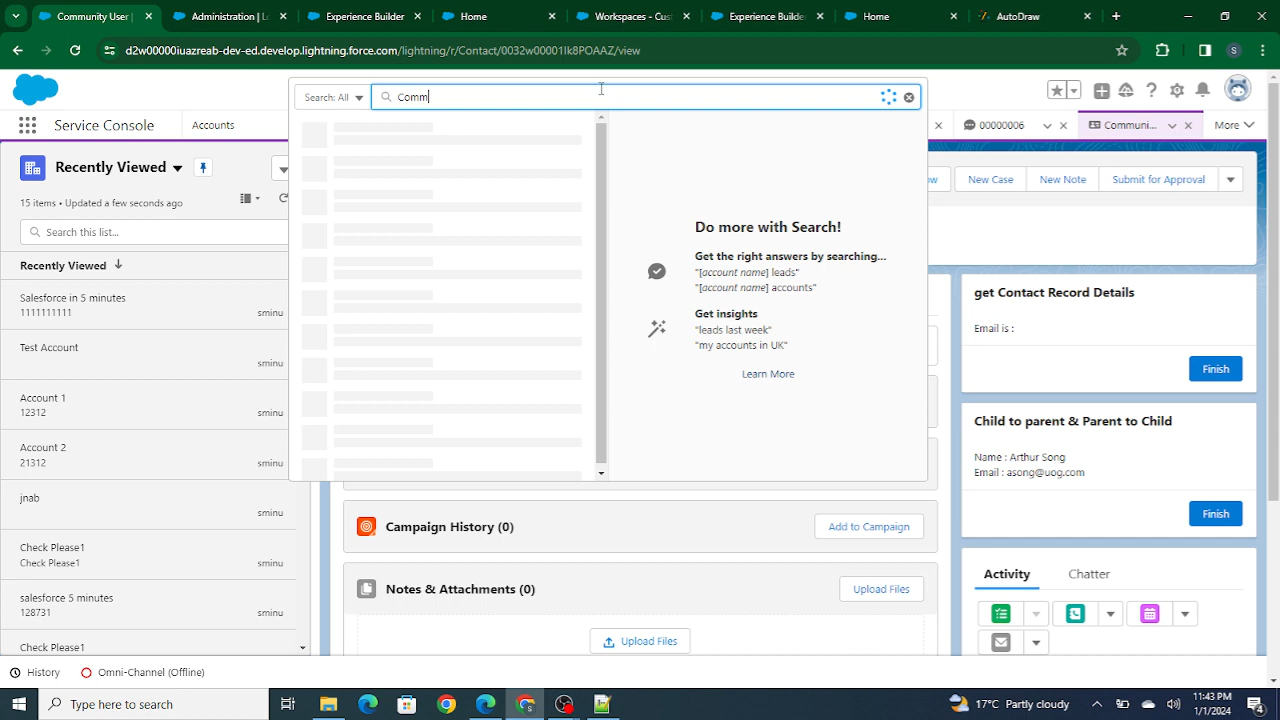 Community User |
Administration | Le
Experience Builder
Home
Workspaces - Cust
Experience Builder
Home
AutoDraw
d2w00000iuazreab-dev-ed.develop.lightning.force.com/lightning/r/Contact/0032w00001Ik8POAAZ/view
S
Search: All
Comm
Service Console
Accounts
00000006
Communi...
More
Recently Viewed
15 items • Updated a few seconds ago
Search this list...
Recently Viewed
Salesforce in 5 minutes
1111111111
sminu
Test Account
sminu
Account 1
12312
sminu
Account 2
21312
sminu
jnab
sminu
Check Please1
Check Please1
sminu
salesforce 5 minutes
128731
sminu
Check Please1
Do more with Search!
Get the right answers by searching...
"[account name] leads"
"[account name] accounts"
Get insights
"leads last week"
"my accounts in UK"
Learn More
New Case
New Note
Submit for Approval
get Contact Record Details
Email is :
Finish
Child to parent & Parent to Child
Name : Arthur Song
Email : asong@uog.com
Finish
Campaign History (0)
Add to Campaign
Notes & Attachments (0)
Upload Files
Upload Files
Activity
Chatter
History
Omni-Channel (Offline)
Type here to search
17°C Partly cloudy
11:43 PM
1/1/2024
4